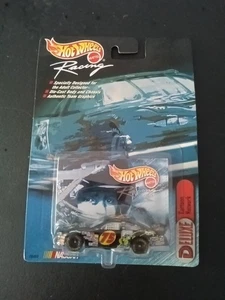 HOT WHEELS
Racing
Specially Designed for
the Adult Collector
Die-Cast Body and Chassis
Authentic Team Graphics
HOT WHEELS
DELUXE
NASCAR